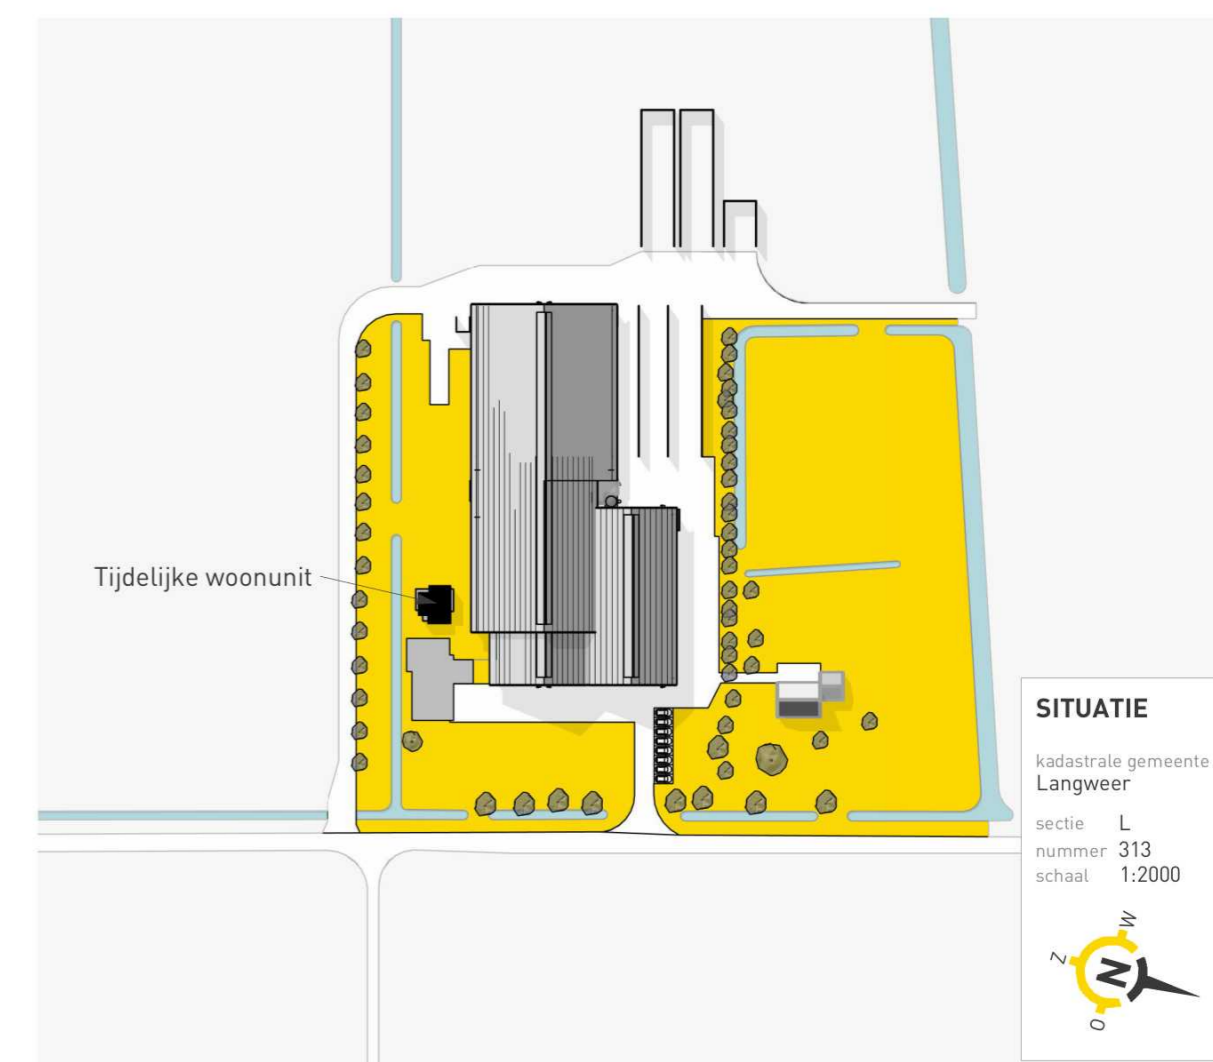 Tijdelijke woonunit
SITUATIE
kadastrale gemeente
Langweer
sectie L
nummer 313
schaal 1:2000
W
Z
N
O